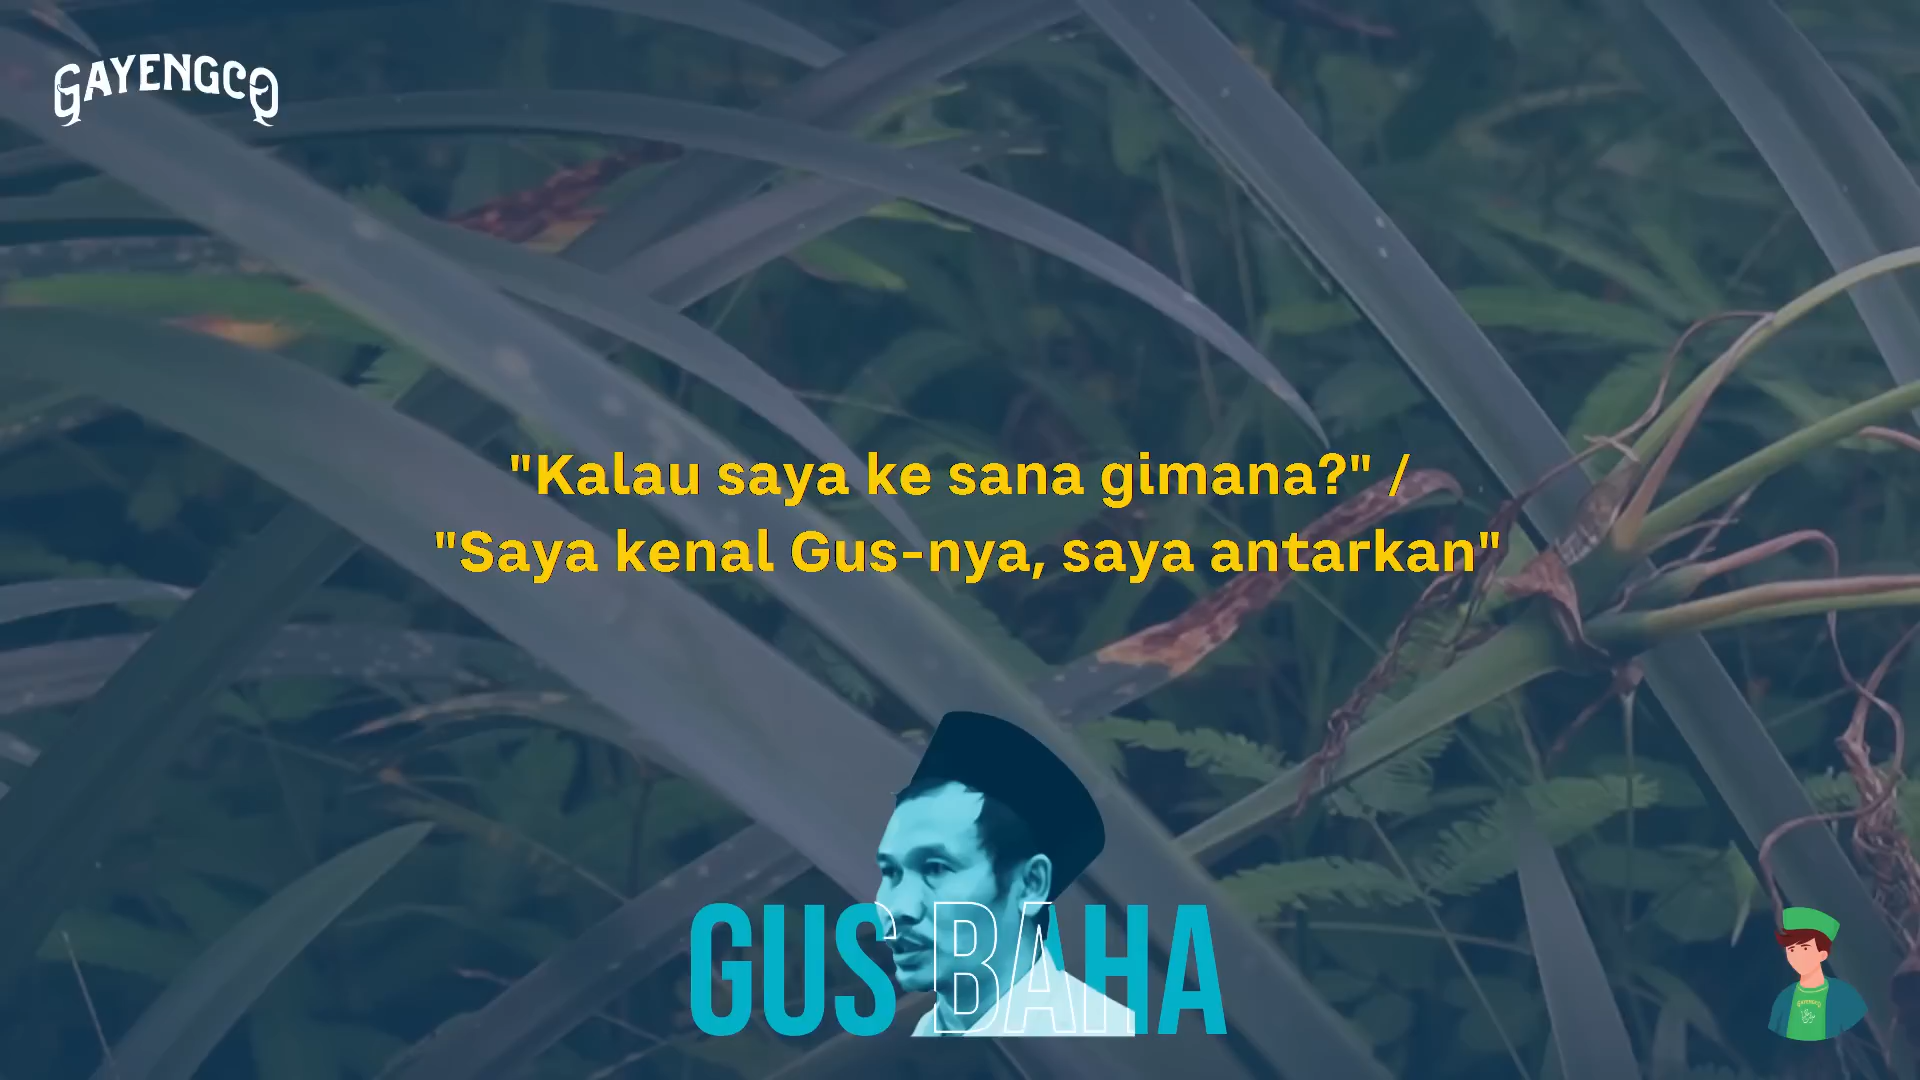 GAYENGCO
"Kalau saya ke sana gimana?" /
"Saya kenal Gus-nya, saya antarkan"
GUS BAHA